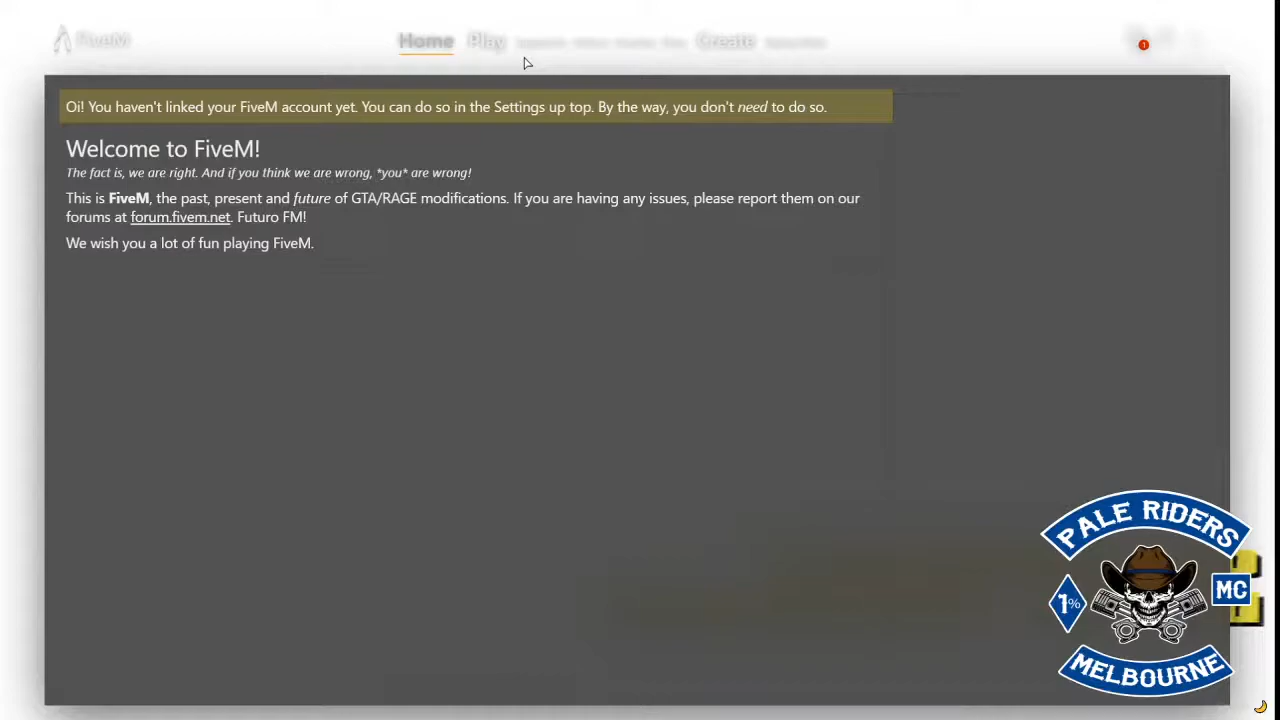 FiveM
Home Play Create
1
Oi! You haven't linked your FiveM account yet. You can do so in the Settings up top. By the way, you don't need to do so.
Welcome to FiveM!
The fact is, we are right. And if you think we are wrong, *you* are wrong!
This is FiveM, the past, present and future of GTA/RAGE modifications. If you are having any issues, please report them on our
forums at forum.fivem.net. Futuro FM!
We wish you a lot of fun playing FiveM.
PALE RIDERS
1%
MC
MELBOURNE